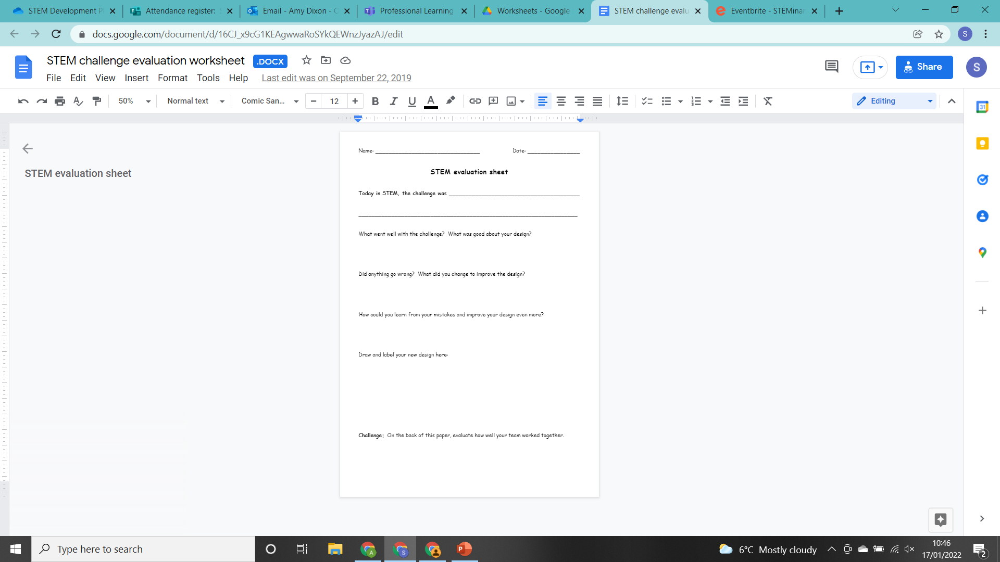 STEM Development P
Attendance register:
Email - Amy Dixon -
Professional Learning
Worksheets - Google
STEM challenge evalu
Eventbrite - STEMinar
docs.google.com/document/d/16CJ_x9cG1KEAgwwaRoSYkQEWnzJyazAJ/edit
S
STEM challenge evaluation worksheet .DOCX
Share
S
File Edit View Insert Format Tools Help Last edit was on September 22, 2019
50% Normal text Comic San... 12 B I U A Editing
31
Name: ________________________________ Date: ________________
STEM evaluation sheet
STEM evaluation sheet
Today in STEM, the challenge was ________________________________________
___________________________________________________________________
What went well with the challenge? What was good about your design?
Did anything go wrong? What did you change to improve the design?
How could you learn from your mistakes and improve your design even more?
Draw and label your new design here:
Challenge: On the back of this paper, evaluate how well your team worked together.
Type here to search
A
S
P
6°C Mostly cloudy
10:46
17/01/2022
2